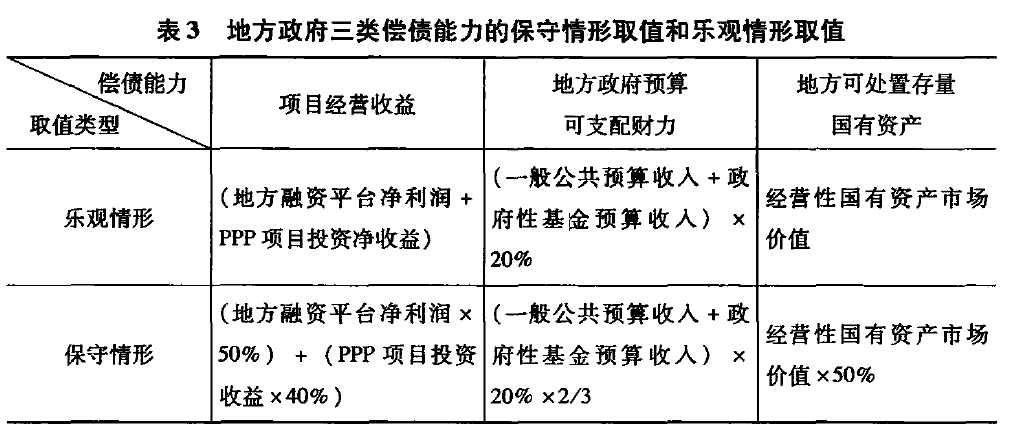 表3 地方政府三类偿债能力的保守情形取值和乐观情形取值
偿债能力
取值类型
项目经营收益
地方政府预算
可支配财力
地方可处置存量
国有资产
乐观情形
(地方融资平台净利润+
PPP项目投资净收益)
(一般公共预算收入+政
府性基金预算收入) ×
20%
经营性国有资产市场
价值
保守情形
(地方融资平台净利润×
50%) + (PPP项目投资
收益×40%)
(一般公共预算收入+政
府性基金预算收入) ×
20%×2/3
经营性国有资产市场
价值×50%